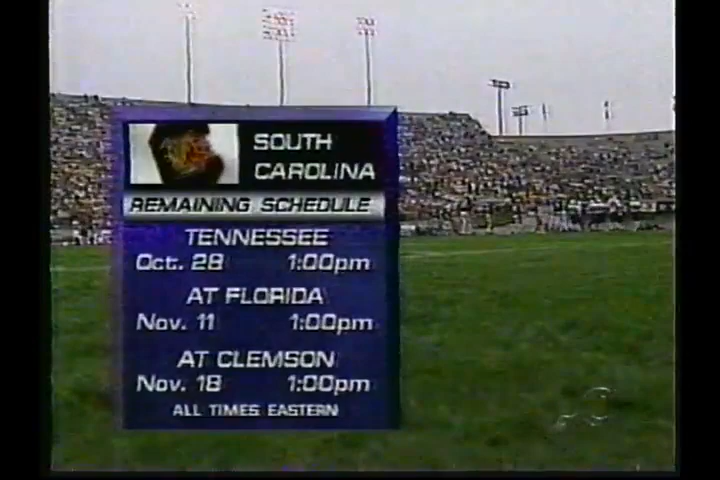 SOUTH
CAROLINA
REMAINING SCHEDULE
TENNESSEE
Oct. 28 1:00pm
AT FLORIDA
Nov. 11 1:00pm
AT CLEMSON
Nov. 18 1:00pm
ALL TIMES EASTERN